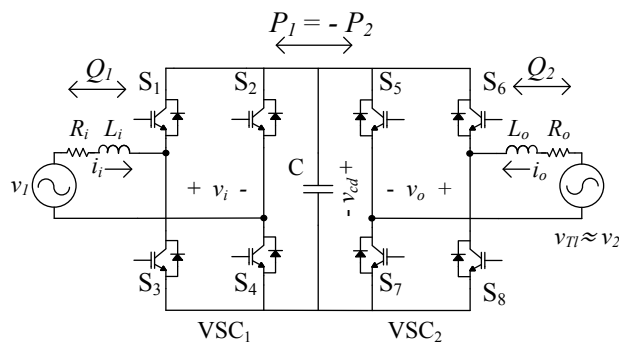 P1 = - P2
Q1
Q2
S1
S2
S5
S6
Ri
Li
Lo
Ro
ii
io
C
v1
+ vi -
- vcd +
- vo +
vTl ≈ v2
S3
S4
S7
S8
VSC1
VSC2